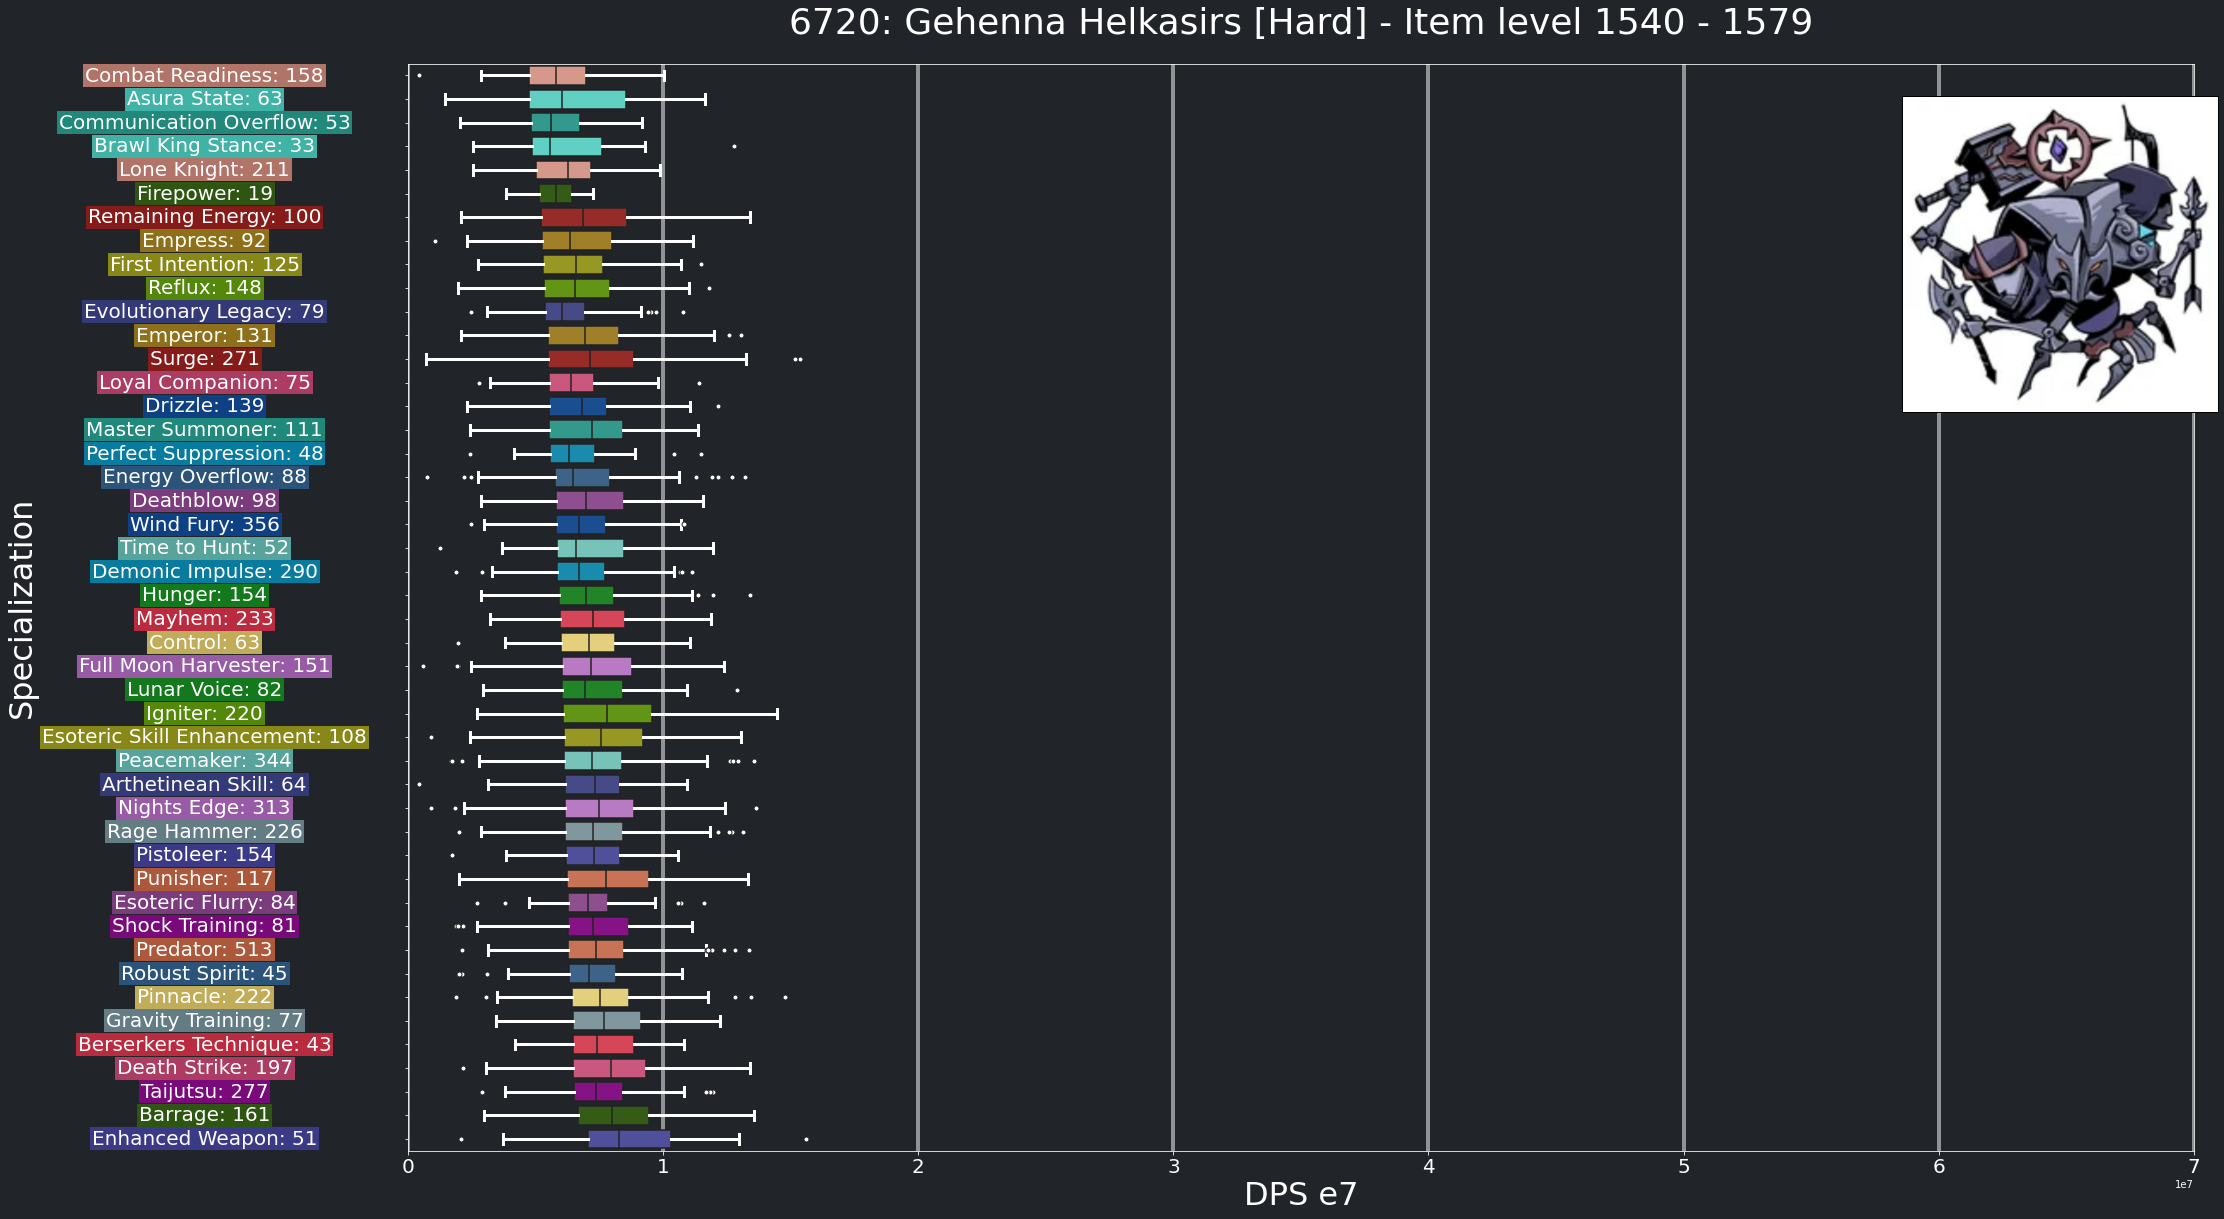 6720: Gehenna Helkasirs [Hard] - Item level 1540 - 1579
Specialization
Combat Readiness: 158
Asura State: 63
Communication Overflow: 53
Brawl King Stance: 33
Lone Knight: 211
Firepower: 19
Remaining Energy: 100
Empress: 92
First Intention: 125
Reflux: 148
Evolutionary Legacy: 79
Emperor: 131
Surge: 271
Loyal Companion: 75
Drizzle: 139
Master Summoner: 111
Perfect Suppression: 48
Energy Overflow: 88
Deathblow: 98
Wind Fury: 356
Time to Hunt: 52
Demonic Impulse: 290
Hunger: 154
Mayhem: 233
Control: 63
Full Moon Harvester: 151
Lunar Voice: 82
Igniter: 220
Esoteric Skill Enhancement: 108
Peacemaker: 344
Arthetinean Skill: 64
Nights Edge: 313
Rage Hammer: 226
Pistoleer: 154
Punisher: 117
Esoteric Flurry: 84
Shock Training: 81
Predator: 513
Robust Spirit: 45
Pinnacle: 222
Gravity Training: 77
Berserkers Technique: 43
Death Strike: 197
Taijutsu: 277
Barrage: 161
Enhanced Weapon: 51
0 1 2 3 4 5 6 7
1e7
DPS e7